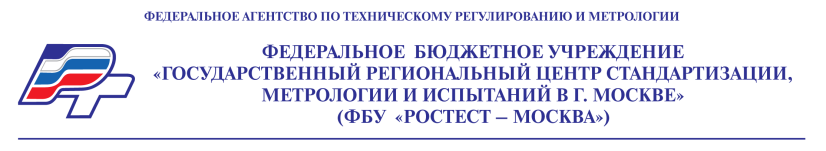 ФЕДЕРАЛЬНОЕ АГЕНТСТВО ПО ТЕХНИЧЕСКОМУ РЕГУЛИРОВАНИЮ И МЕТРОЛОГИИ
ФЕДЕРАЛЬНОЕ БЮДЖЕТНОЕ УЧРЕЖДЕНИЕ
«ГОСУДАРСТВЕННЫЙ РЕГИОНАЛЬНЫЙ ЦЕНТР СТАНДАРТИЗАЦИИ,
МЕТРОЛОГИИ И ИСПЫТАНИЙ В Г. МОСКВЕ»
(ФБУ «РОСТЕСТ – МОСКВА»)